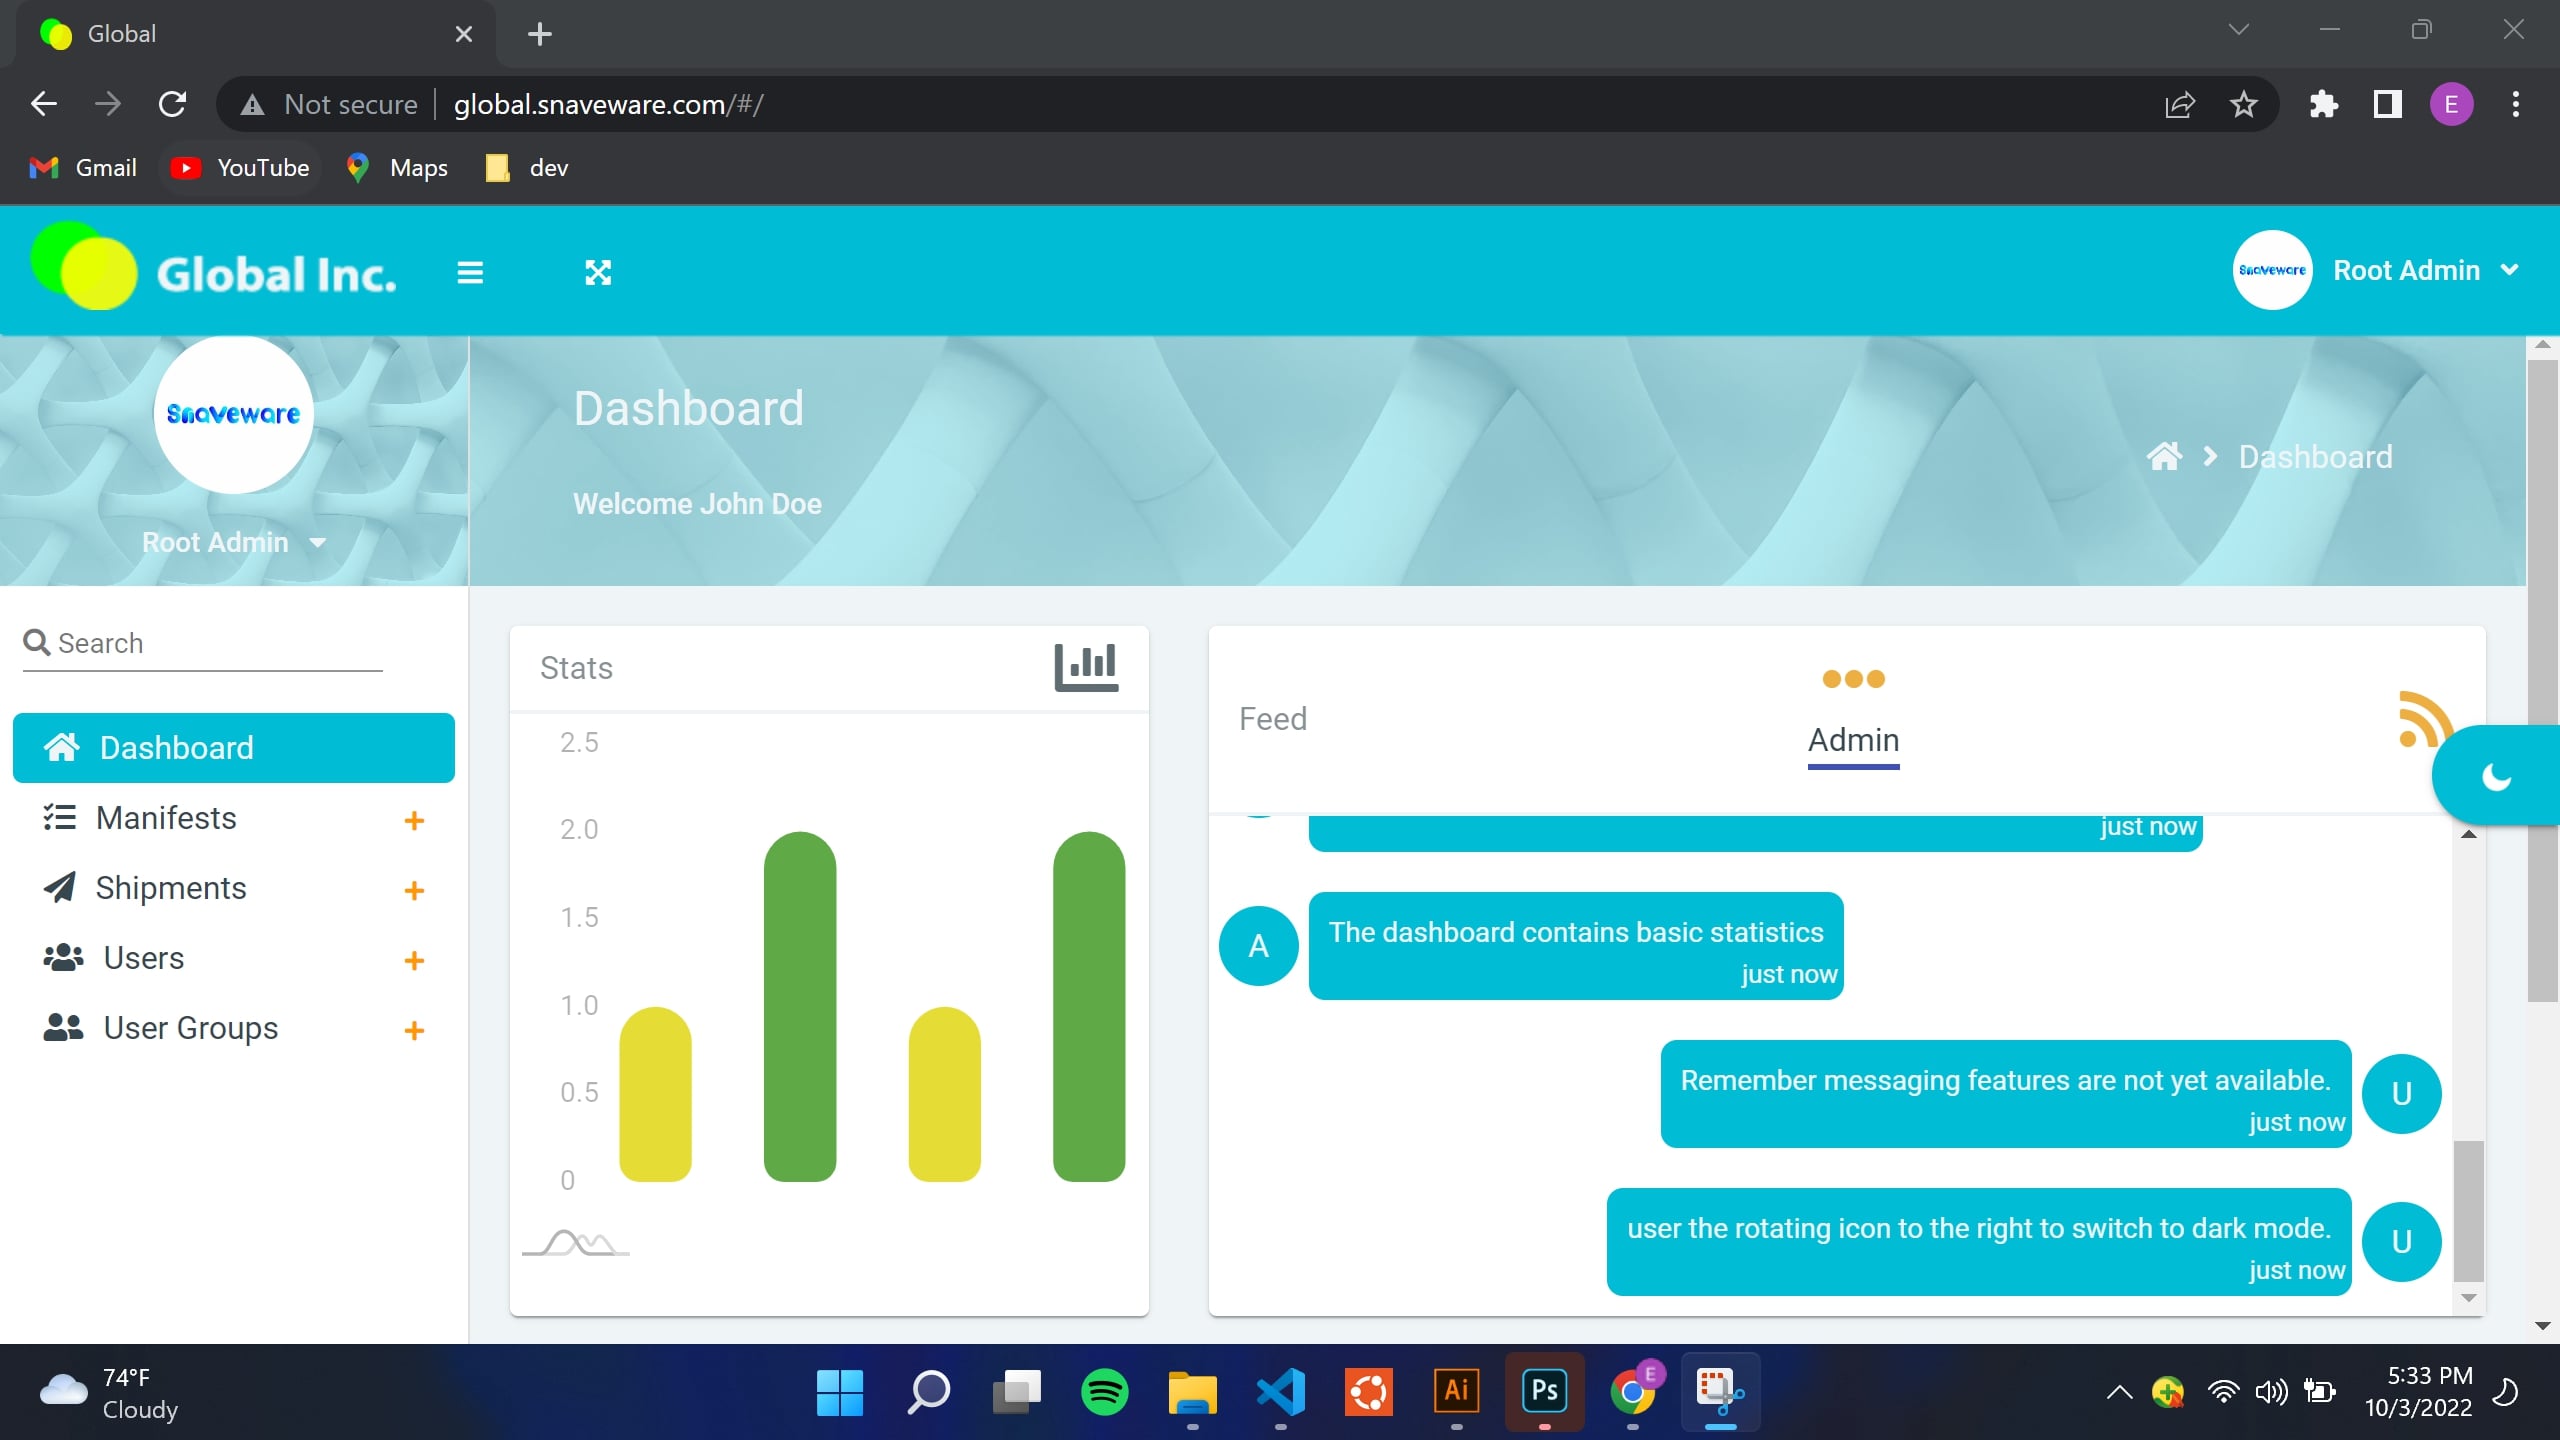 Global
Not secure
global.snaveware.com/#/
E
Gmail
YouTube
Maps
dev
Global Inc.
Snaveware
Root Admin
Snaveware
Root Admin
Dashboard
Welcome John Doe
Dashboard
Search
Dashboard
Manifests +
Shipments +
Users +
User Groups +
Stats
2.5
2.0
1.5
1.0
0.5
0
Feed
Admin
just now
A
The dashboard contains basic statistics
just now
Remember messaging features are not yet available.
just now
U
user the rotating icon to the right to switch to dark mode.
just now
U
74°F
Cloudy
Ai
Ps
E
5:33 PM
10/3/2022